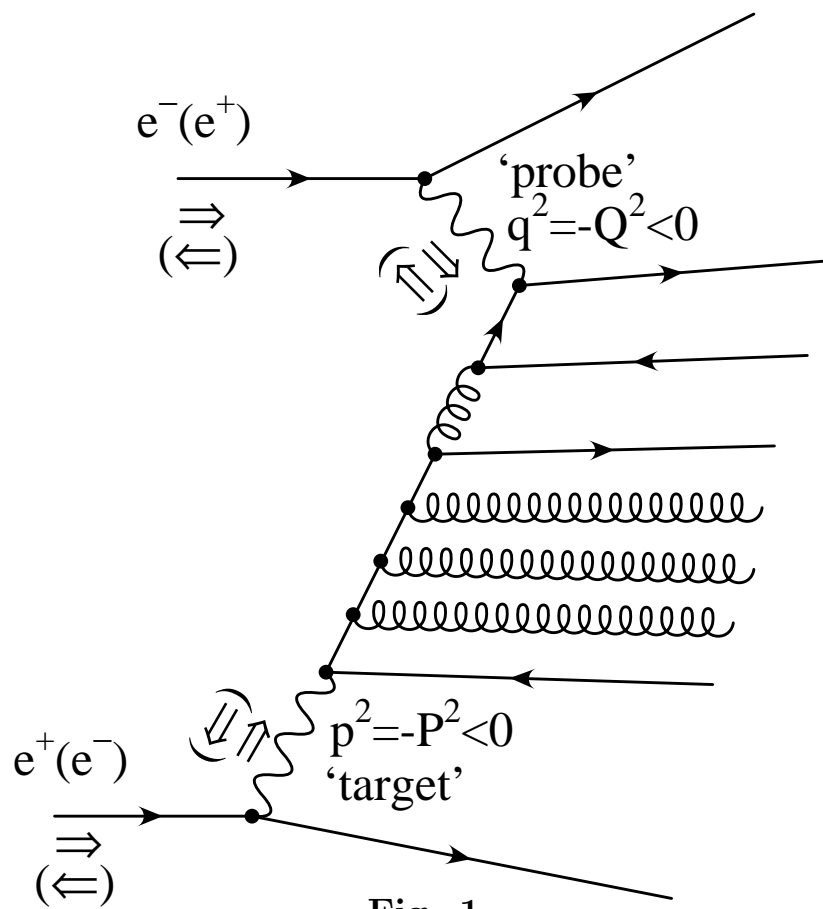 e⁻(e⁺)
⇒
(⇐)
‘probe’
q²=-Q²<0
(⇑⇓)
(⇓⇑)
p²=-P²<0
‘target’
e⁺(e⁻)
⇒
(⇐)